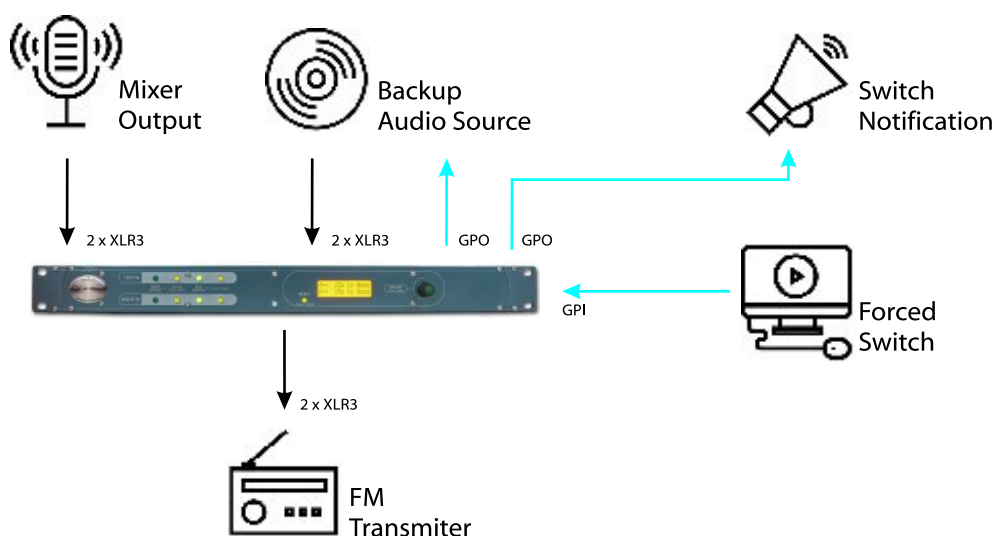 Mixer
Output
Backup
Audio Source
Switch
Notification
2 x XLR3
2 x XLR3
GPO
GPO
GPI
Forced
Switch
2 x XLR3
FM
Transmiter